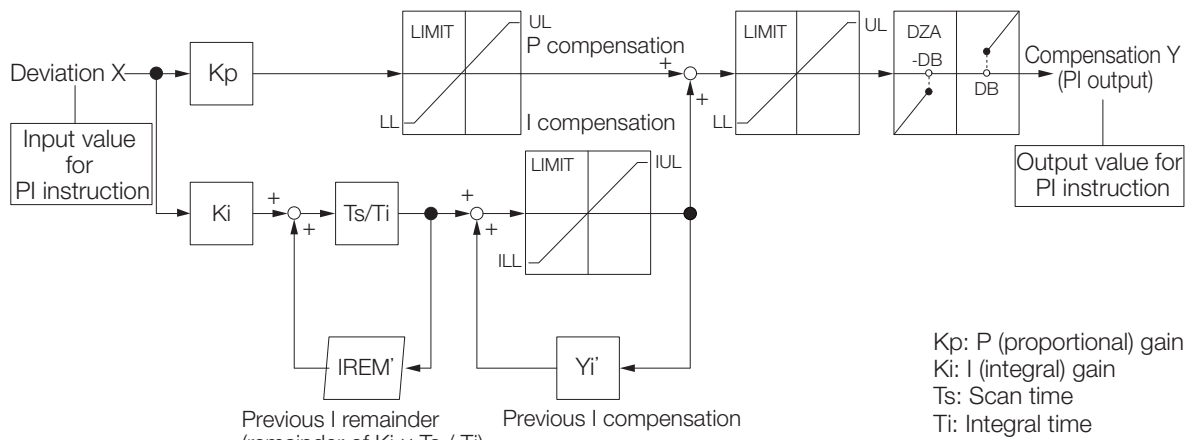 LIMIT
UL
P compensation
LL
LIMIT
UL
LL
DZA
-DB
DB
Deviation X
Kp
+
+
Compensation Y
(PI output)
Input value
for
PI instruction
Output value for
PI instruction
I compensation
Ki
+
+
Ts/Ti
+
+
LIMIT
IUL
ILL
IREM'
Yi'
Previous I remainder
Previous I compensation
Kp: P (proportional) gain
Ki: I (integral) gain
Ts: Scan time
Ti: Integral time